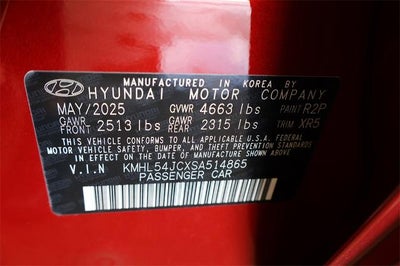 MANUFACTURED IN KOREA BY
HYUNDAI MOTOR COMPANY
MAY/2025 GVWR 4663 lbs PAINT R2P
GAWR FRONT 2513 lbs GAWR REAR 2315 lbs TRIM XR5
THIS VEHICLE CONFORMS TO ALL APPLICABLE U.S.A. FEDERAL
MOTOR VEHICLE SAFETY, BUMPER, AND THEFT PREVENTION STANDARDS
IN EFFECT ON THE DATE OF MANUFACTURE SHOWN ABOVE.
V.I.N KMHL54JCXSA514865
PASSENGER CAR